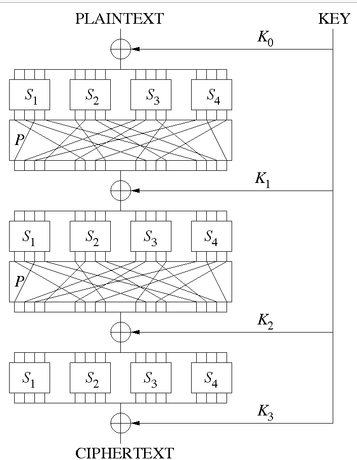 PLAINTEXT KEY
K0
S1 S2 S3 S4
P
K1
S1 S2 S3 S4
P
K2
S1 S2 S3 S4
K3
CIPHERTEXT